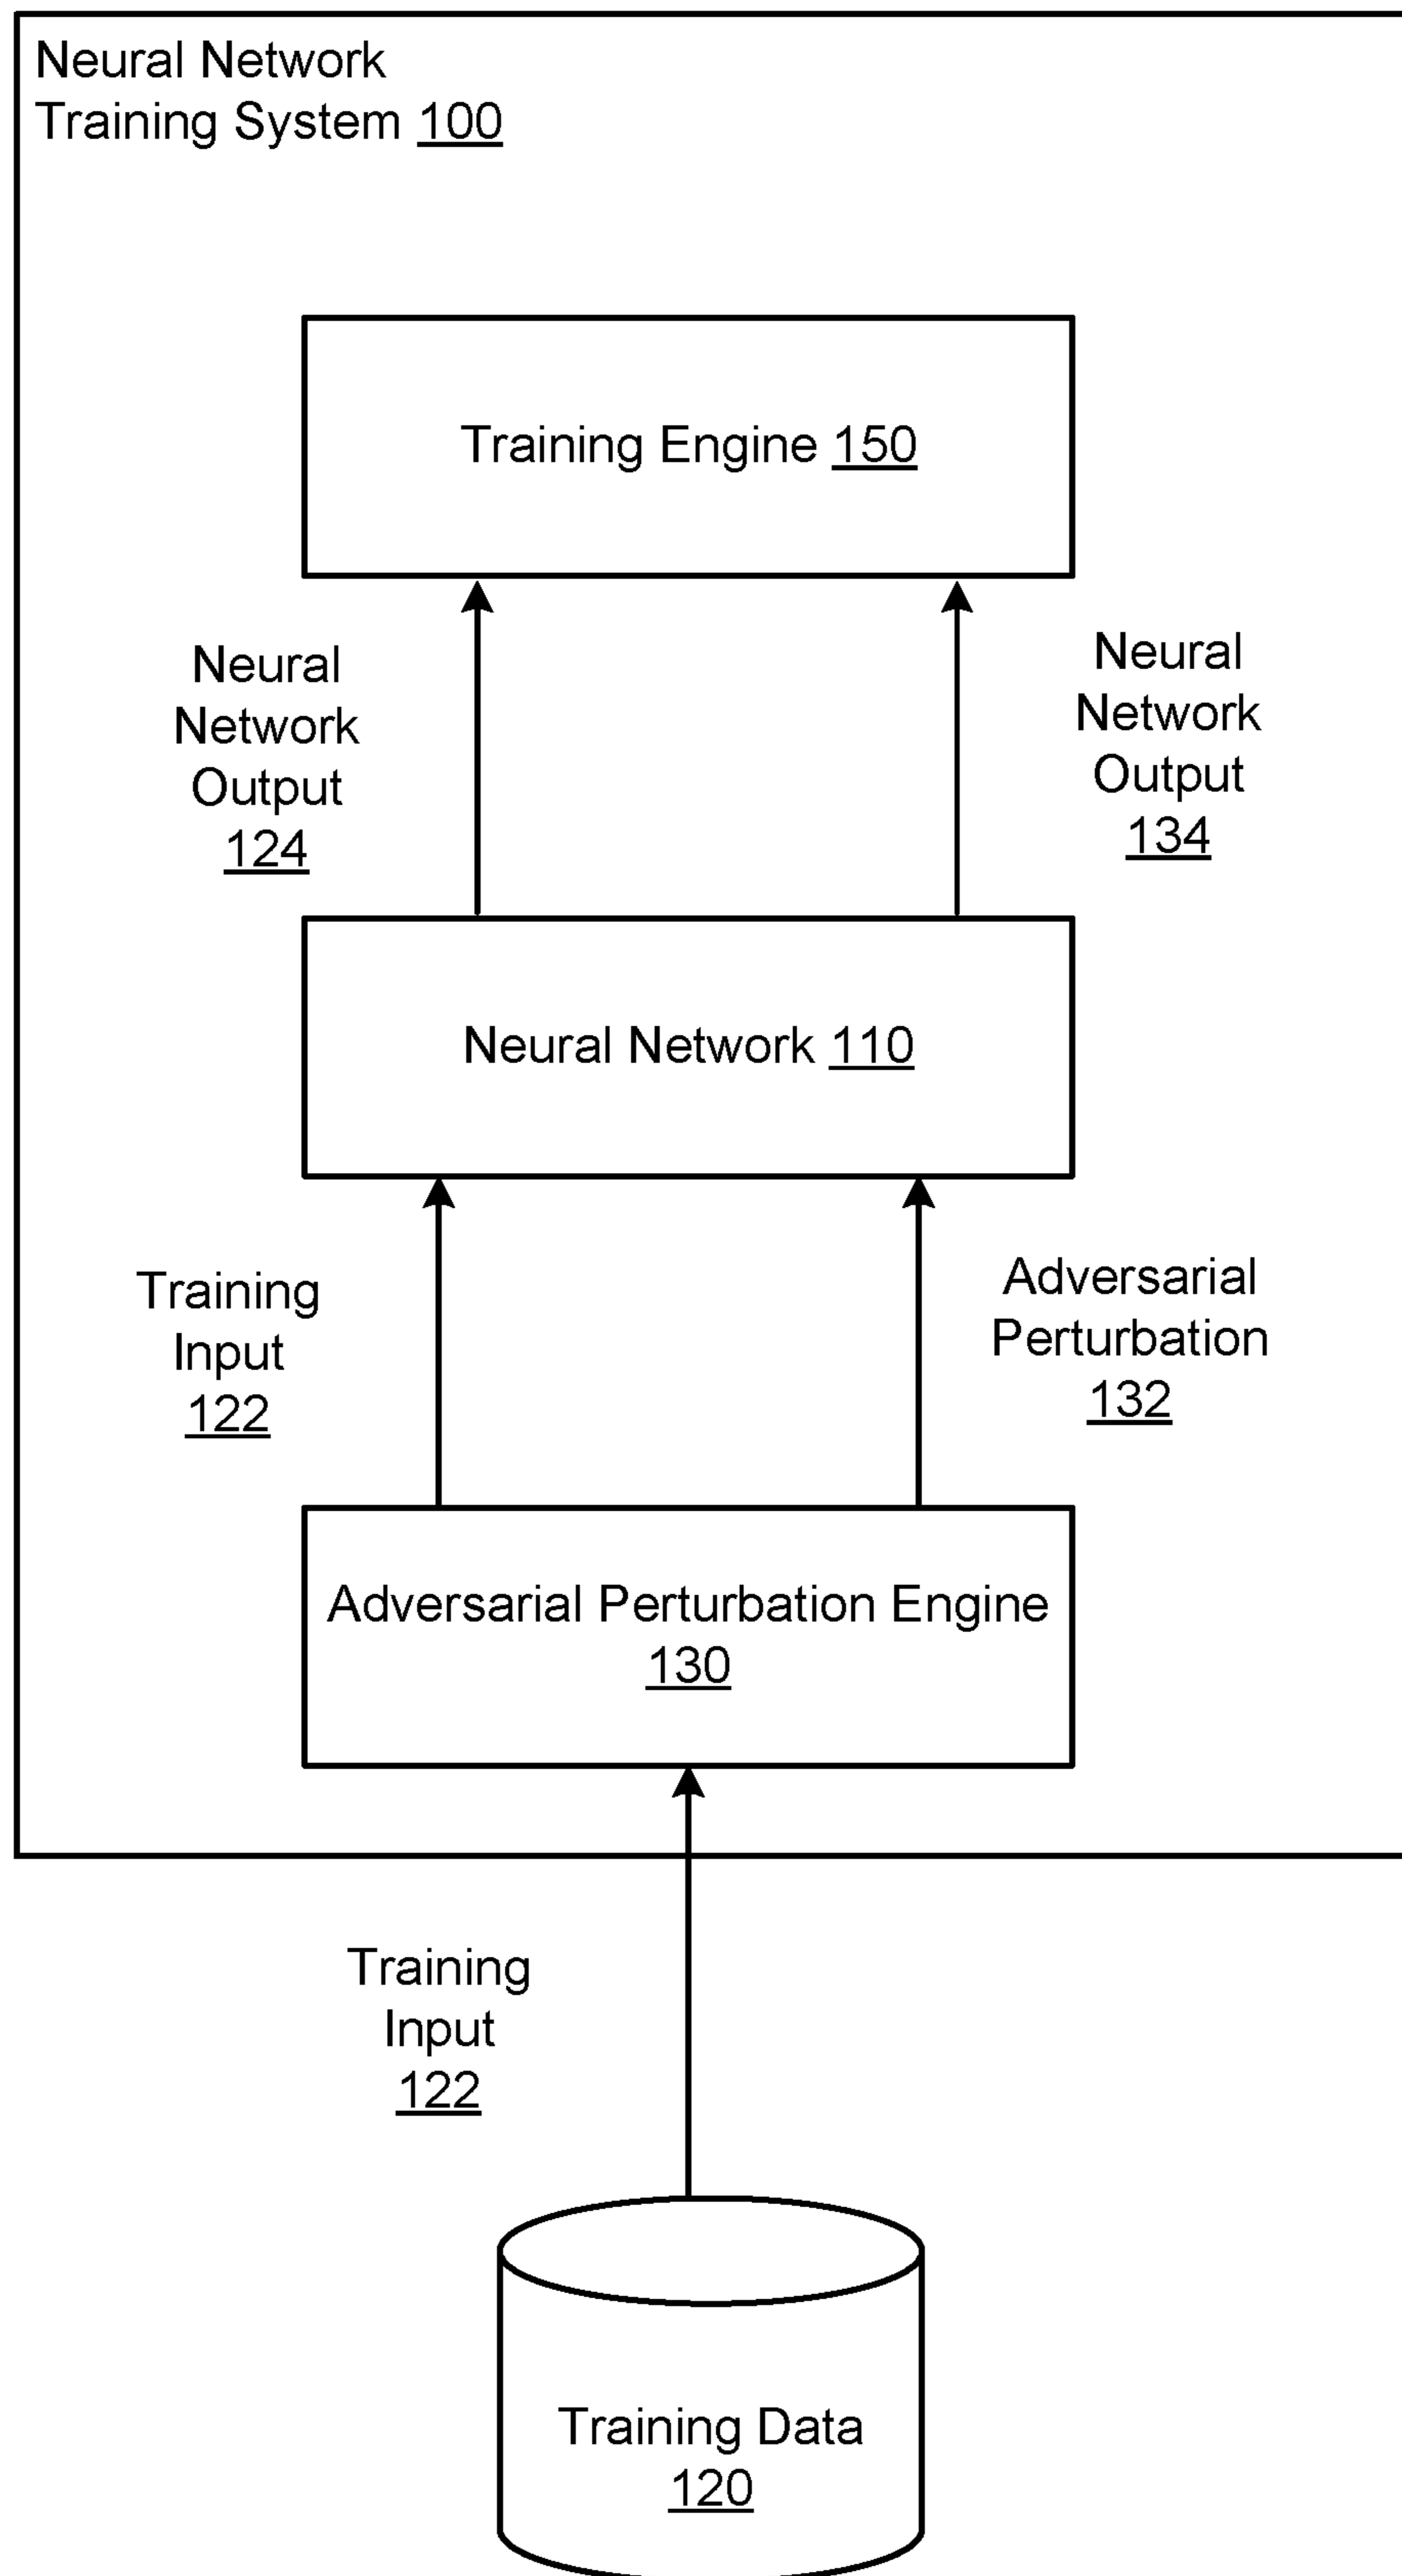 Neural Network
Training System 100
Training Engine 150
Neural
Network
Output
124
Neural
Network
Output
134
Neural Network 110
Training
Input
122
Adversarial
Perturbation
132
Adversarial Perturbation Engine
130
Training
Input
122
Training Data
120